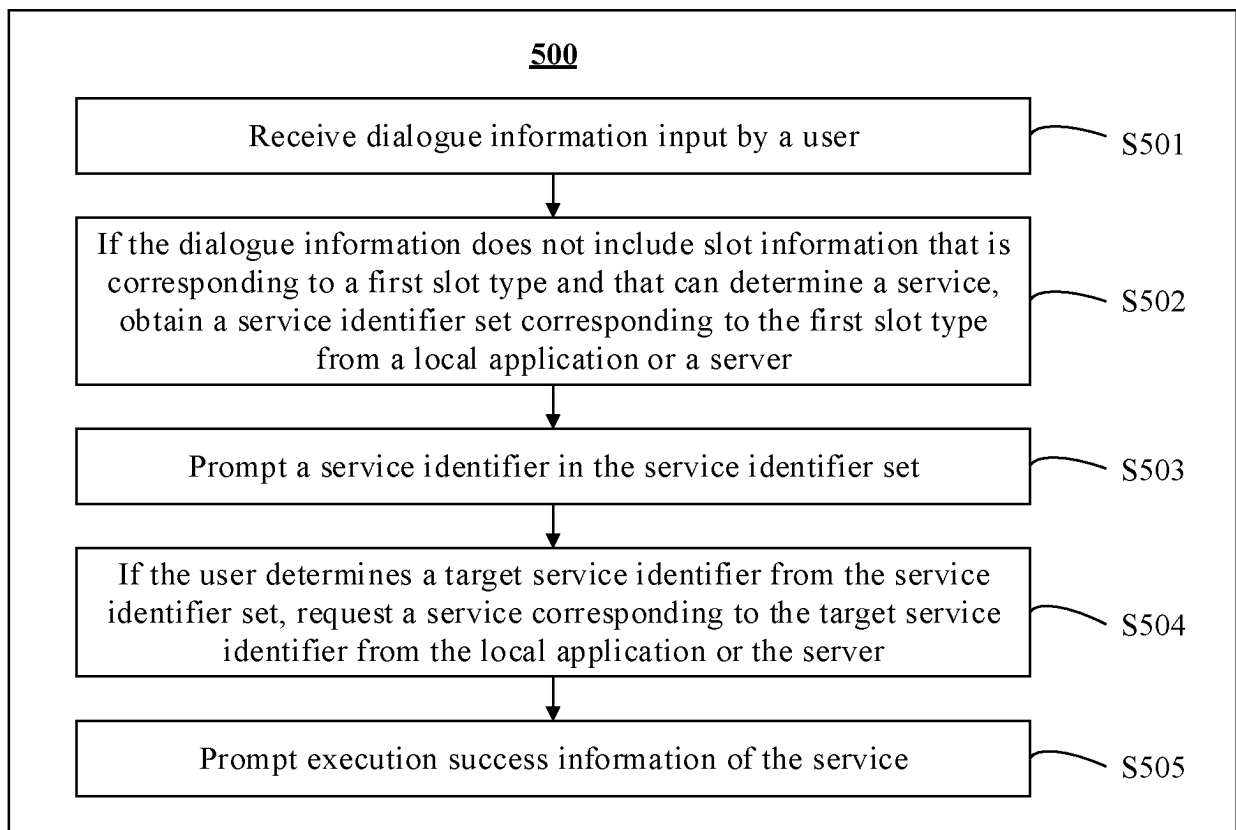 500
Receive dialogue information input by a user
S501
If the dialogue information does not include slot information that is
corresponding to a first slot type and that can determine a service,
obtain a service identifier set corresponding to the first slot type
from a local application or a server
S502
Prompt a service identifier in the service identifier set
S503
If the user determines a target service identifier from the service
identifier set, request a service corresponding to the target service
identifier from the local application or the server
S504
Prompt execution success information of the service
S505